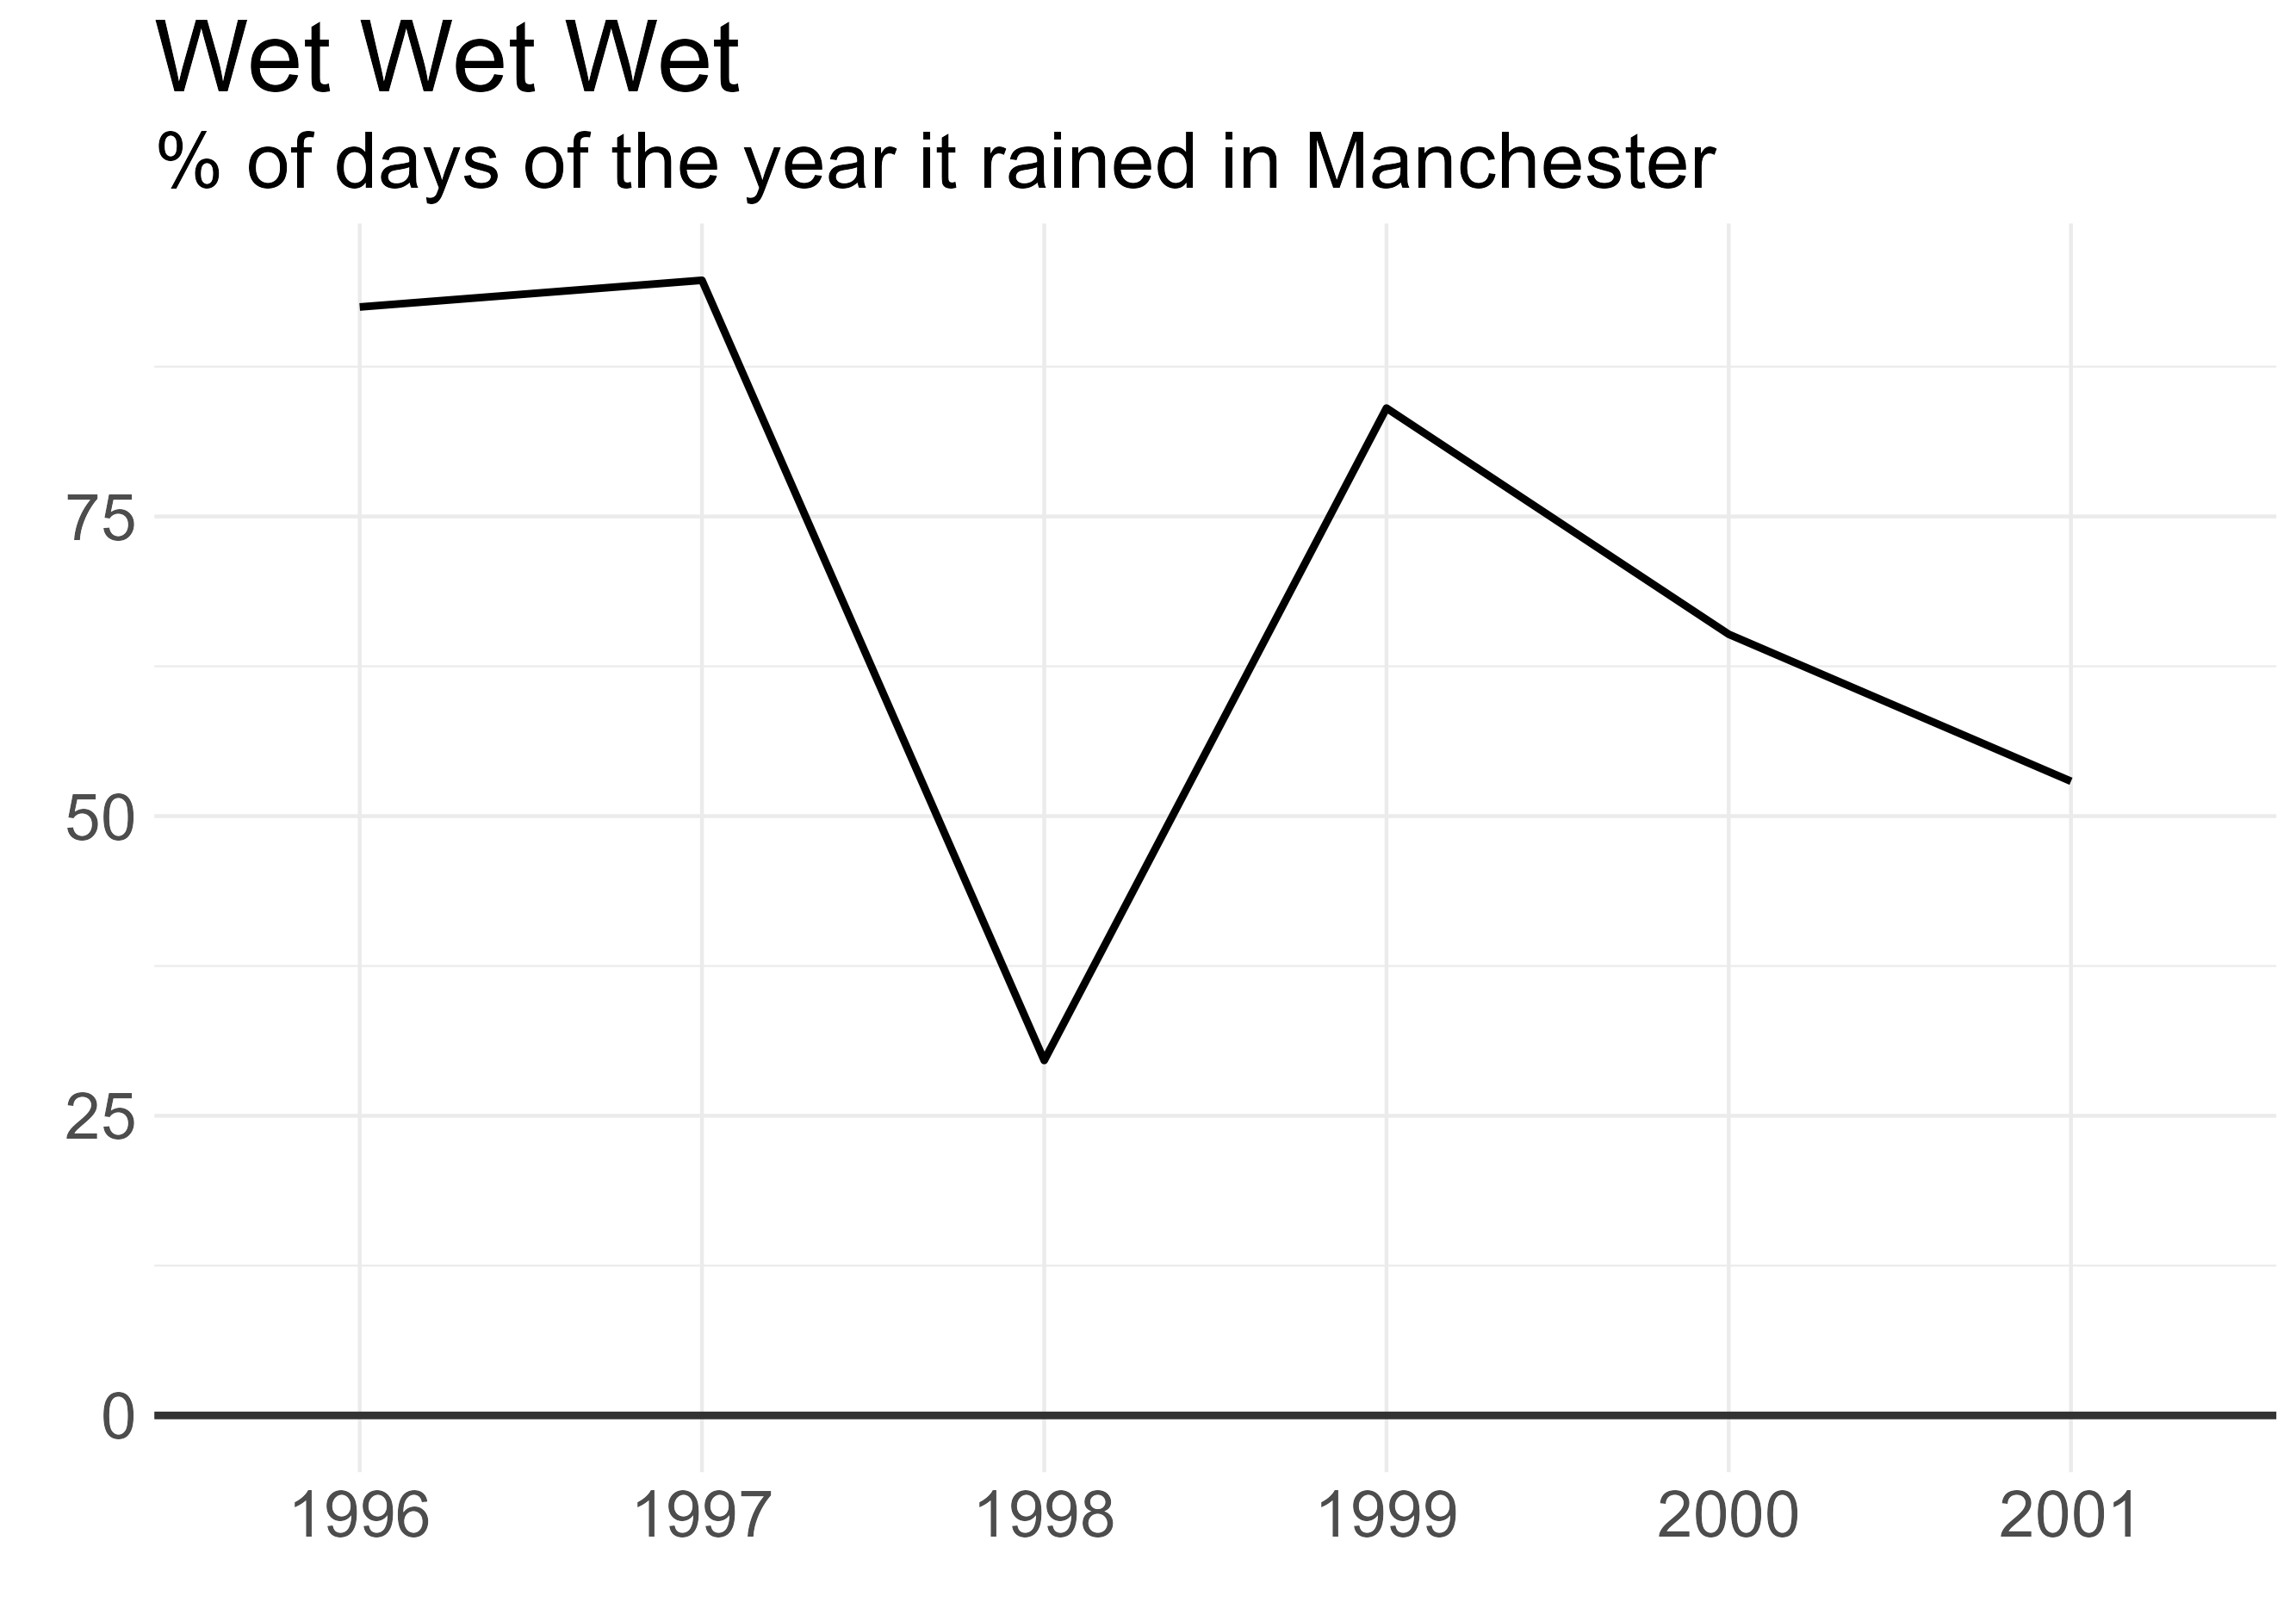 Wet Wet Wet
% of days of the year it rained in Manchester
75
50
25
0
1996 1997 1998 1999 2000 2001